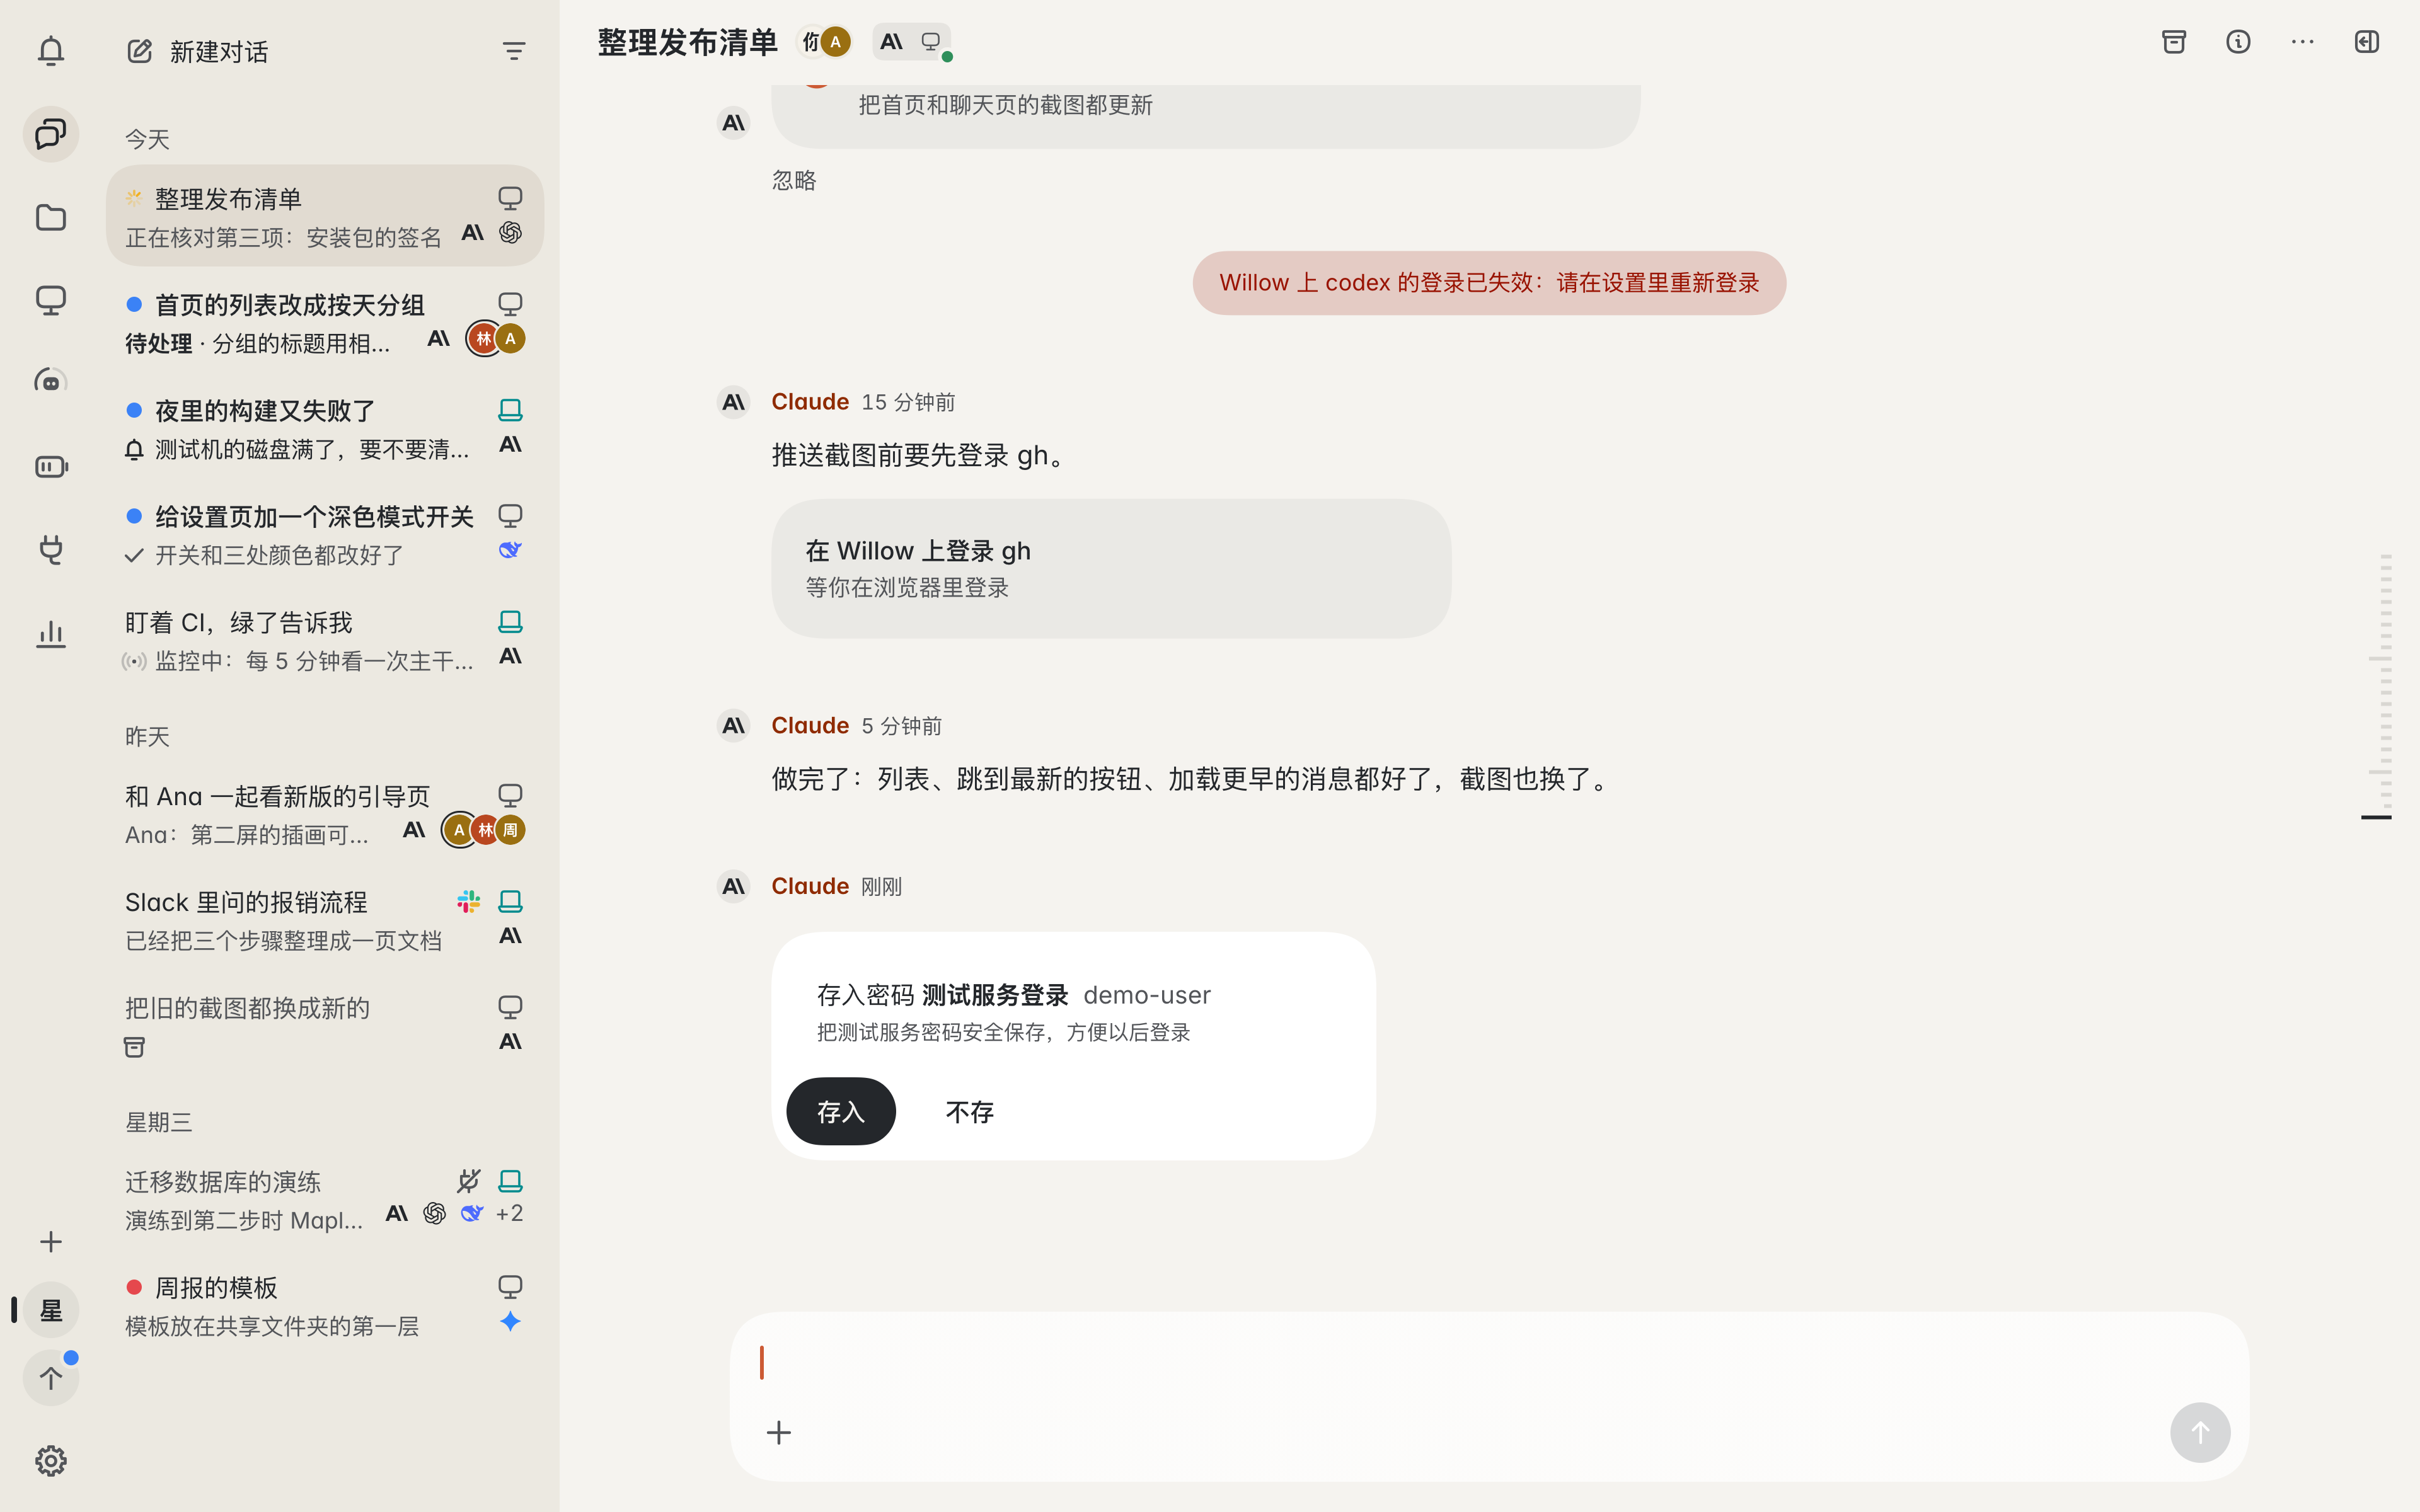 新建对话
今天
整理发布清单
正在核对第三项：安装包的签名
首页的列表改成按天分组
待处理 · 分组的标题用相...
林 A
夜里的构建又失败了
测试机的磁盘满了，要不要清...
给设置页加一个深色模式开关
开关和三处颜色都改好了
盯着 CI，绿了告诉我
监控中：每 5 分钟看一次主干...
昨天
和 Ana 一起看新版的引导页
Ana：第二屏的插画可...
A 林 周
Slack 里问的报销流程
已经把三个步骤整理成一页文档
把旧的截图都换成新的
星期三
迁移数据库的演练
演练到第二步时 Mapl...
+2
周报的模板
模板放在共享文件夹的第一层
星
个
整理发布清单
你 A
把首页和聊天页的截图都更新
忽略
Willow 上 codex 的登录已失效：请在设置里重新登录
Claude 15 分钟前
推送截图前要先登录 gh。
在 Willow 上登录 gh
等你在浏览器里登录
Claude 5 分钟前
做完了：列表、跳到最新的按钮、加载更早的消息都好了，截图也换了。
Claude 刚刚
存入密码 测试服务登录 demo-user
把测试服务密码安全保存，方便以后登录
存入 不存